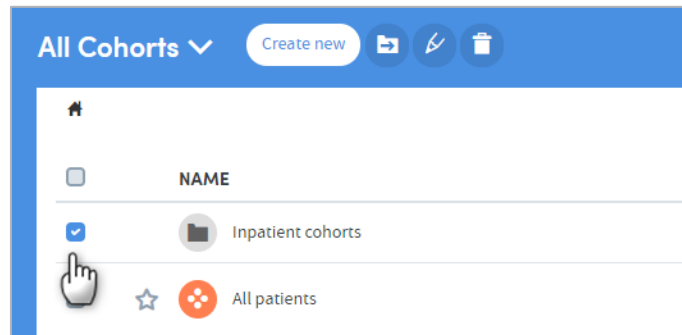 All Cohorts
Create new
NAME
Inpatient cohorts
All patients